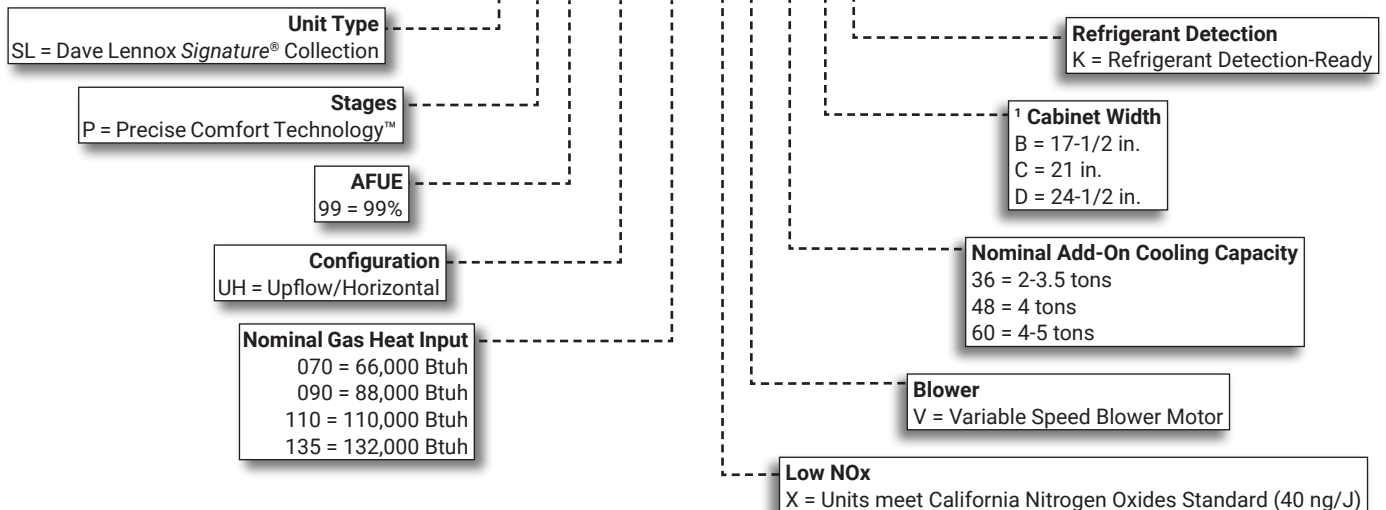 Unit Type
SL = Dave Lennox Signature® Collection
Stages
P = Precise Comfort Technology™
AFUE
99 = 99%
Configuration
UH = Upflow/Horizontal
Nominal Gas Heat Input
070 = 66,000 Btuh
090 = 88,000 Btuh
110 = 110,000 Btuh
135 = 132,000 Btuh
Refrigerant Detection
K = Refrigerant Detection-Ready
¹ Cabinet Width
B = 17-1/2 in.
C = 21 in.
D = 24-1/2 in.
Nominal Add-On Cooling Capacity
36 = 2-3.5 tons
48 = 4 tons
60 = 4-5 tons
Blower
V = Variable Speed Blower Motor
Low NOx
X = Units meet California Nitrogen Oxides Standard (40 ng/J)